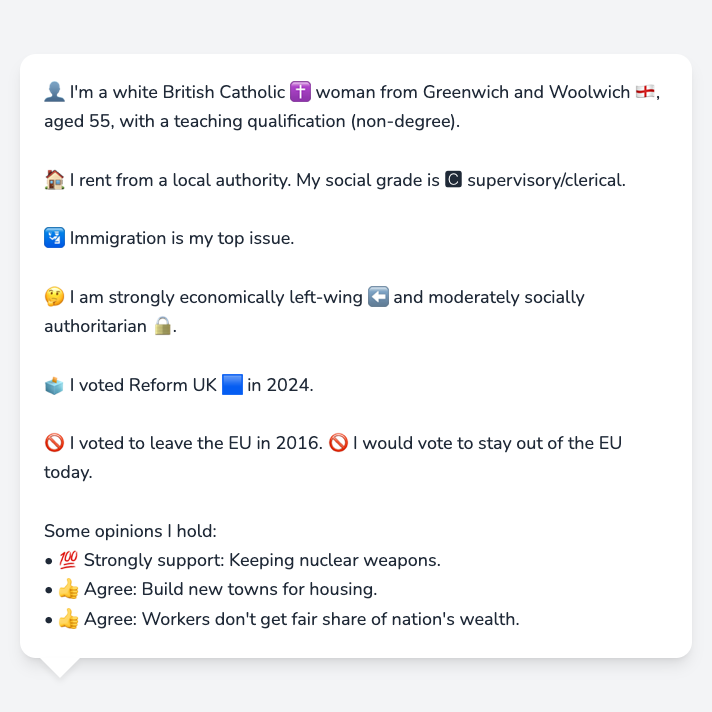 👤 I'm a white British Catholic ✝️ woman from Greenwich and Woolwich 🏴󠁧󠁢󠁥󠁮󠁧󠁿,
aged 55, with a teaching qualification (non-degree).
🏠 I rent from a local authority. My social grade is 🅲 supervisory/clerical.
🛂 Immigration is my top issue.
🤔 I am strongly economically left-wing ⬅️ and moderately socially
authoritarian 🔒.
🗳️ I voted Reform UK 🟦 in 2024.
🚫 I voted to leave the EU in 2016. 🚫 I would vote to stay out of the EU
today.
Some opinions I hold:
• 💯 Strongly support: Keeping nuclear weapons.
• 👍 Agree: Build new towns for housing.
• 👍 Agree: Workers don't get fair share of nation's wealth.